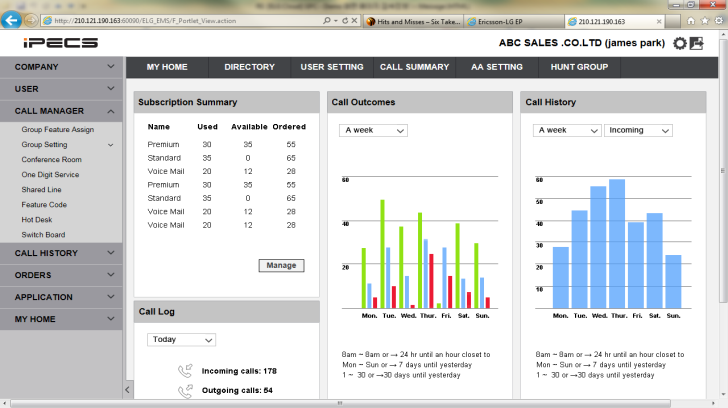 http://210.121.190.163:60090/ELG_EMS/F_Portlet_View.action
Hits and Misses – Six Take...
Ericsson-LG EP
210.121.190.163
iPECS
ABC SALES .CO.LTD (james park)
COMPANY
USER
CALL MANAGER
Group Feature Assign
Group Setting
Conference Room
One Digit Service
Shared Line
Feature Code
Hot Desk
Switch Board
CALL HISTORY
ORDERS
APPLICATION
MY HOME
MY HOME DIRECTORY USER SETTING CALL SUMMARY AA SETTING HUNT GROUP
Subscription Summary
Name Used Available Ordered
Premium 30 35 55
Standard 35 0 65
Voice Mail 20 12 28
Premium 30 35 55
Standard 35 0 65
Voice Mail 20 12 28
Voice Mail 20 12 28
Manage
Call Log
Today
Incoming calls: 178
Outgoing calls: 54
Call Outcomes
A week
60
40
20
Mon. Tue. Wed. Thur. Fri. Sat. Sun.
8am ~ 8am or → 24 hr until an hour closet to
Mon ~ Sun or → 7 days until yesterday
1 ~ 30 or →30 days until yesterday
Call History
A week Incoming
60
50
40
30
20
10
Mon. Tue. Wed. Thur. Fri. Sat. Sun.
8am ~ 8am or → 24 hr until an hour closet to
Mon ~ Sun or → 7 days until yesterday
1 ~ 30 or →30 days until yesterday